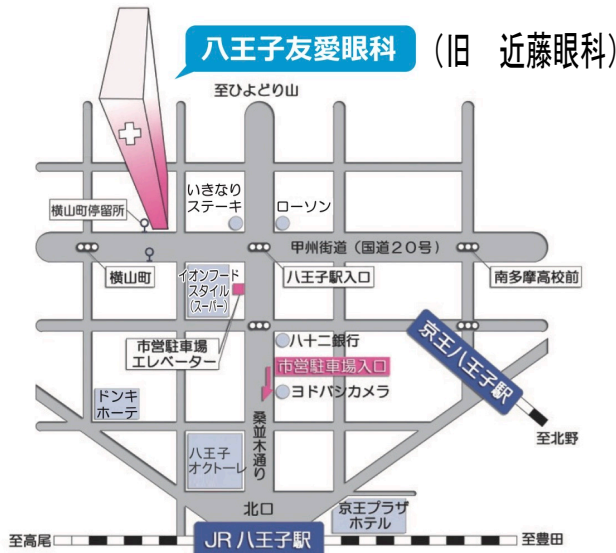 八王子友愛眼科
(旧 近藤眼科)
至ひよどり山
いきなり
ステーキ
ローソン
横山町停留所
甲州街道（国道２０号）
横山町
イオンフード
スタイル
(スーパー)
八王子駅入口
南多摩高校前
市営駐車場
エレベーター
八十二銀行
市営駐車場入口
ヨドバシカメラ
京王八王子駅
ドンキ
ホーテ
桑並木通り
至北野
八王子
オクトーレ
北口
京王プラザ
ホテル
至高尾
JR 八王子駅
至豊田